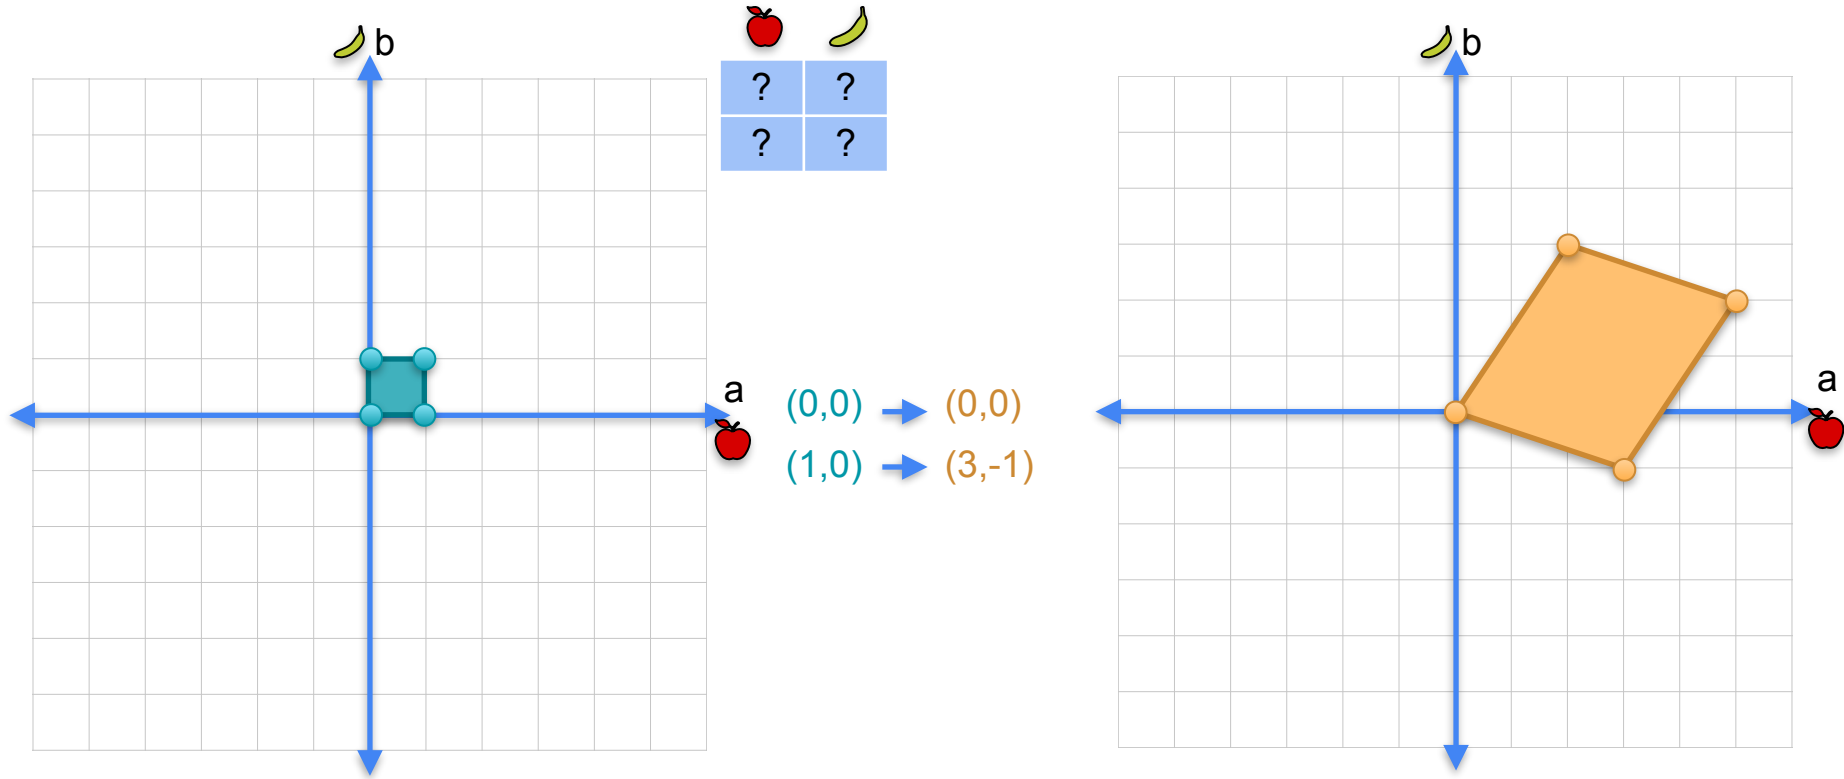 b
? ?
? ?
a
(0,0) (0,0)
(1,0) (3,-1)
b
a